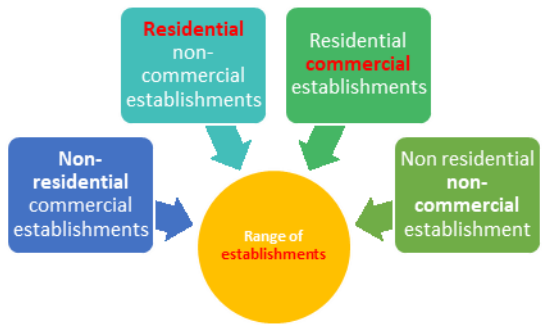 Residential
non-
commercial
establishments
Residential
commercial
establishments
Non-
residential
commercial
establishments
Non residential
non-
commercial
establishment
Range of
establishments